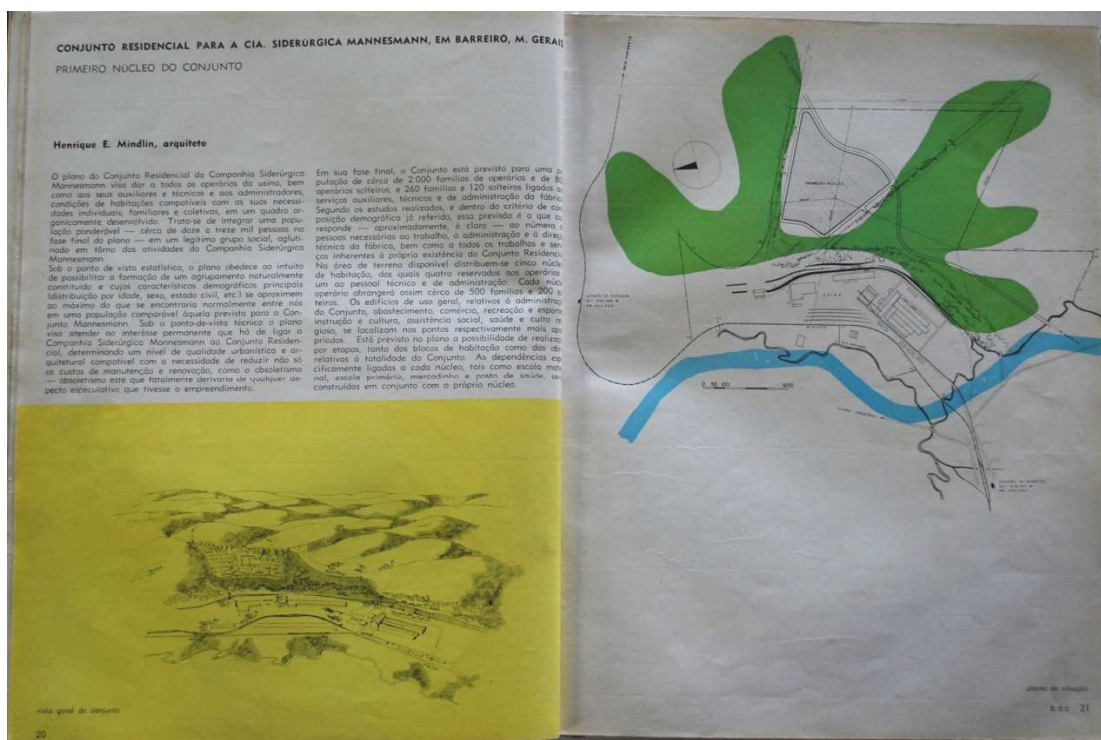 CONJUNTO RESIDENCIAL PARA A CIA. SIDERÚRGICA MANNESMANN, EM BARREIRO, M. GERAIS
PRIMEIRO NÚCLEO DO CONJUNTO
Henrique E. Mindlin, arquiteto
O plano do Conjunto Residencial da Companhia Siderúrgica
Mannesmann visa dar a todos os operários da usina, bem
como aos seus auxiliares e técnicos e aos administradores,
condições de habitações compatíveis com as suas necessi-
dades individuais, familiares e coletivas, em um quadro or-
gânicamente desenvolvido. Trata-se de integrar uma popu-
lação ponderável — cêrca de doze a treze mil pessoas na
fase final do plano — em um legítimo grupo social, agluti-
nado em tôrno das atividades da Companhia Siderúrgica
Mannesmann
Sob o ponto de vista estatístico, o plano obedece ao intuito
de possibilitar a formação de um agrupamento naturalmente
constituído e cujos característicos demográficos principais
(distribuição por idade, sexo, estado civil, etc.) se aproximem
ao máximo do que se encontraria normalmente entre nós
em uma população comparável àquela prevista para o Con-
junto Mannesmann. Sob o ponto-de-vista técnico o plano
visa atender ao interêsse permanente que há de ligar a
Companhia Siderúrgica Mannesmann ao Conjunto Residen-
cial, determinando um nível de qualidade urbanística e ar-
quitetural compatível com a necessidade de reduzir não só
os custos de manutenção e renovação, como o obsoletismo
— obsoletismo este que fatalmente derivaria de qualquer as-
pecto especulativo que tivesse o empreendimento.
Em sua fase final, o Conjunto está previsto para uma
pulação de cêrca de 2.000 famílias de operários e de
operários solteiros, e 260 famílias e 120 solteiros ligados
serviços auxiliares, técnicos e de administração da fábrica
Segundo os estudos realizados, e dentro do critério de
posição demográfica já referido, essa previsão é o que
responde — aproximadamente, é claro — ao número
pessoas necessárias ao trabalho, à administração e à
técnica da fábrica, bem como a todos os trabalhos e
ços inherentes à própria existência do Conjunto
Na área de terreno disponível distribuem-se cinco
de habitação, dos quais quatro reservados aos operários
um ao pessoal técnico e de administração. Cada
operário abrangerá assim cêrce de 500 famílias e 200
teiros. Os edifícios de uso geral, relativos à
do Conjunto, abastecimento, comércio, recreação e
instrução e cultura, assistência social, saúde e culto
gioso, se localizam nos pontos respectivamente mais
priados. Está previsto no plano a possibilidade de
por etapas, tanto dos blocos de habitação como das
relativas à totalidade do Conjunto. As dependências
cificamente ligadas a cada núcleo, tais como escola
nal, escola primária, mercadinho e posto de saúde,
construídas em conjunto com o próprio núcleo.
vista geral do conjunto
20
PRIMEIRO NÚCLEO
USINA
0 50 100
planta de situação
bac 21